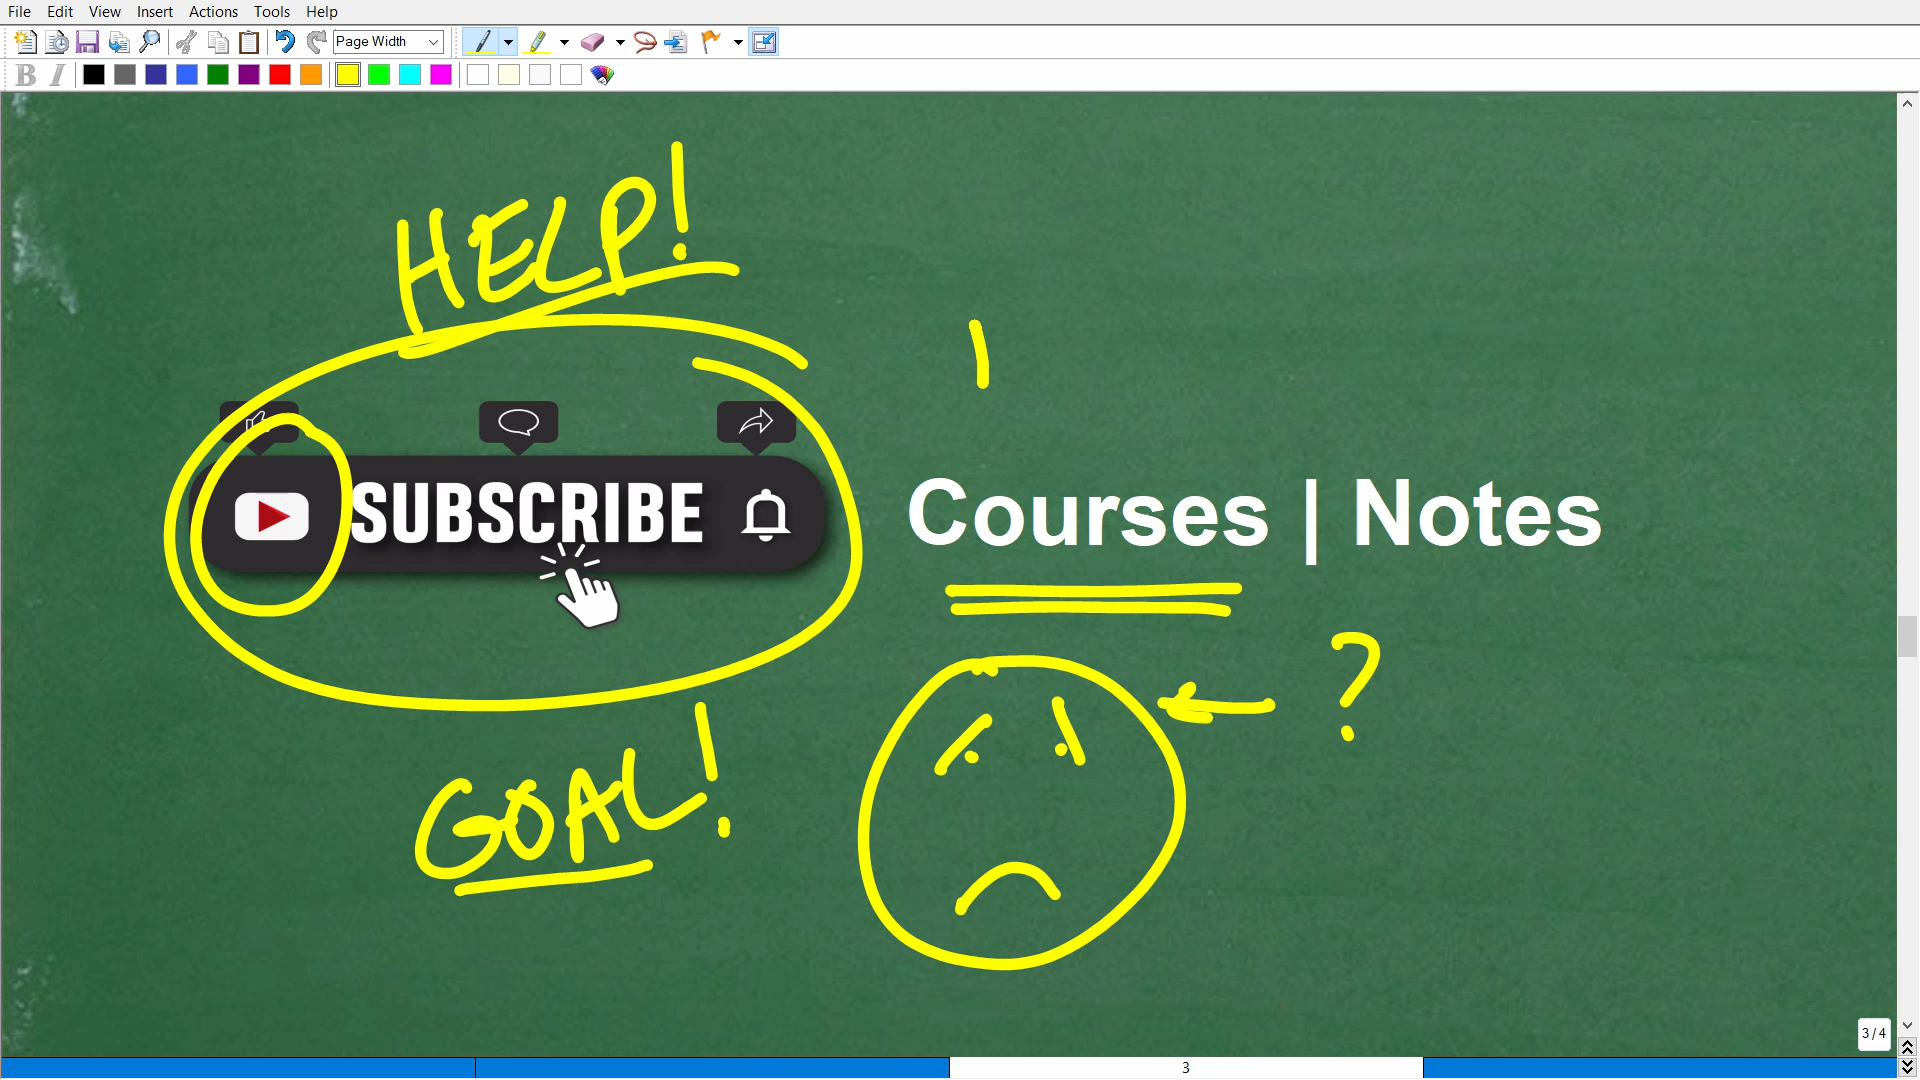 File Edit View Insert Actions Tools Help
Page Width
B I
HELP!
SUBSCRIBE
Courses | Notes
?
GOAL!
3 / 4
3